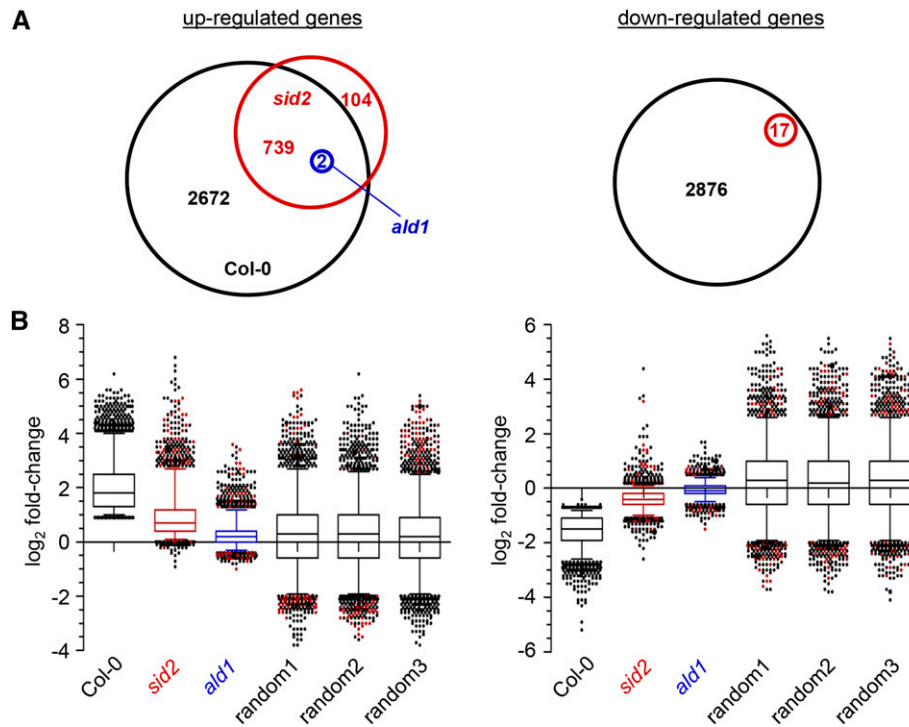 A
up-regulated genes
down-regulated genes
sid2
104
739
2
2672
ald1
Col-0
17
2876
B
log2 fold-change
8
6
4
2
0
-2
-4
Col-0
sid2
ald1
random1
random2
random3
log2 fold-change
6
4
2
0
-2
-4
-6
Col-0
sid2
ald1
random1
random2
random3